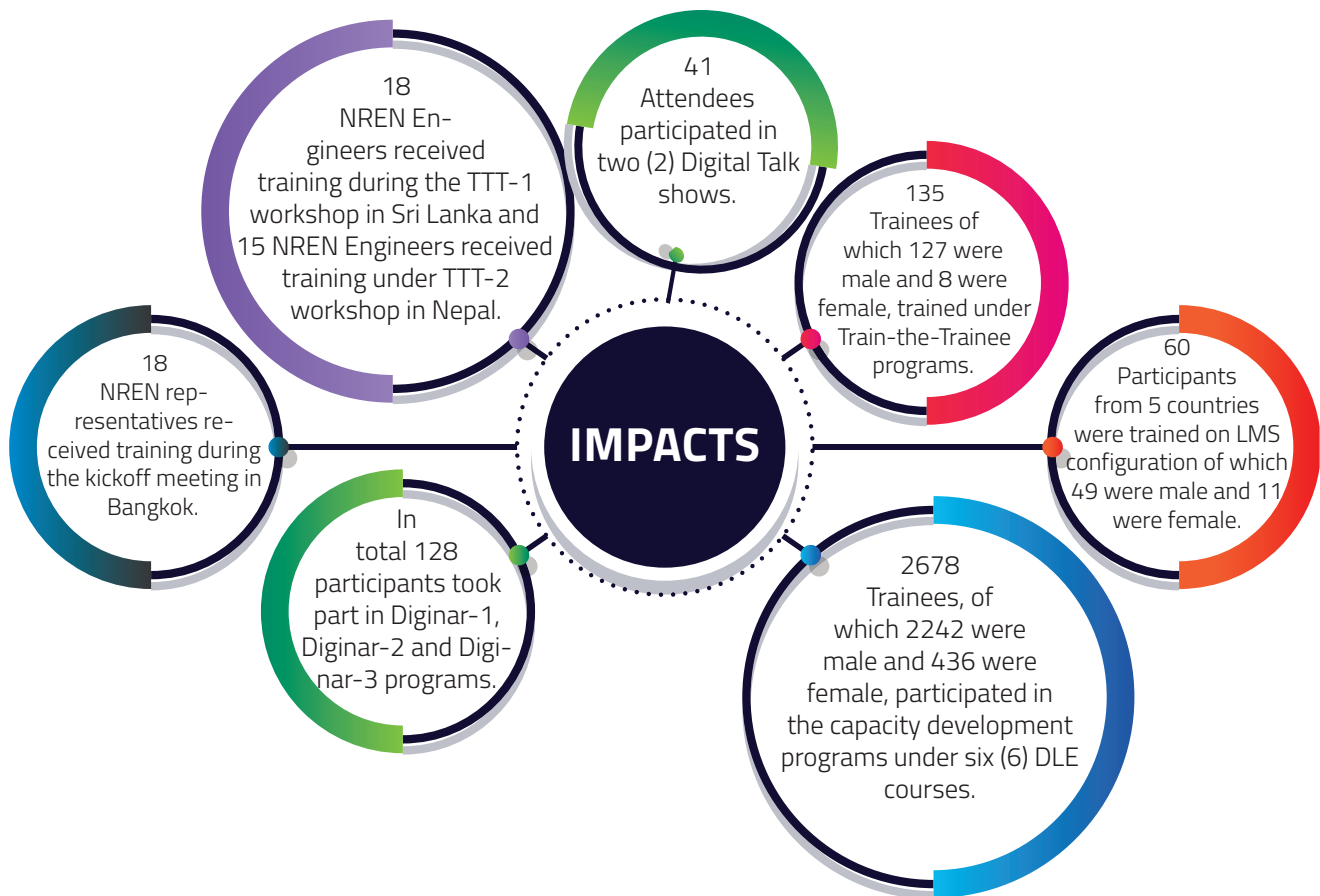 18
NREN En-
gineers received
training during the TTT-1
workshop in Sri Lanka and
15 NREN Engineers received
training under TTT-2
workshop in Nepal.
41
Attendees
participated in
two (2) Digital Talk
shows.
135
Trainees of
which 127 were
male and 8 were
female, trained under
Train-the-Trainee
programs.
18
NREN rep-
resentatives re-
ceived training during
the kickoff meeting in
Bangkok.
IMPACTS
60
Participants
from 5 countries
were trained on LMS
configuration of which
49 were male and 11
were female.
In
total 128
participants took
part in Diginar-1,
Diginar-2 and Digi-
nar-3 programs.
2678
Trainees, of
which 2242 were
male and 436 were
female, participated in
the capacity development
programs under six (6) DLE
courses.